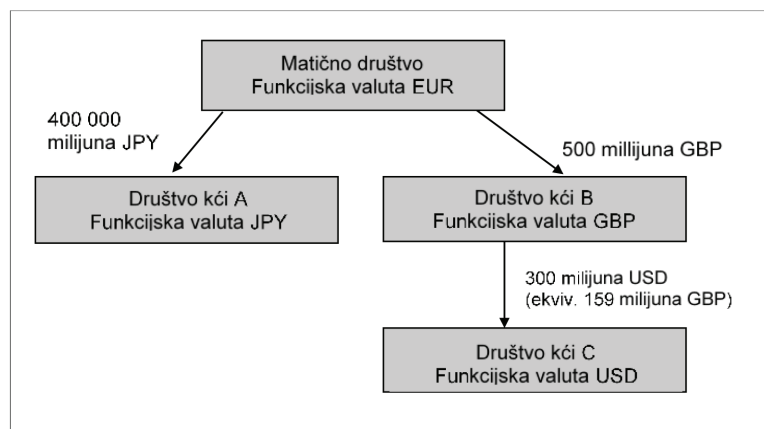 Matično društvo
Funkcijska valuta EUR
400 000
milijuna JPY
500 millijuna GBP
Društvo kći A
Funkcijska valuta JPY
Društvo kći B
Funkcijska valuta GBP
300 milijuna USD
(ekviv. 159 milijuna GBP)
Društvo kći C
Funkcijska valuta USD